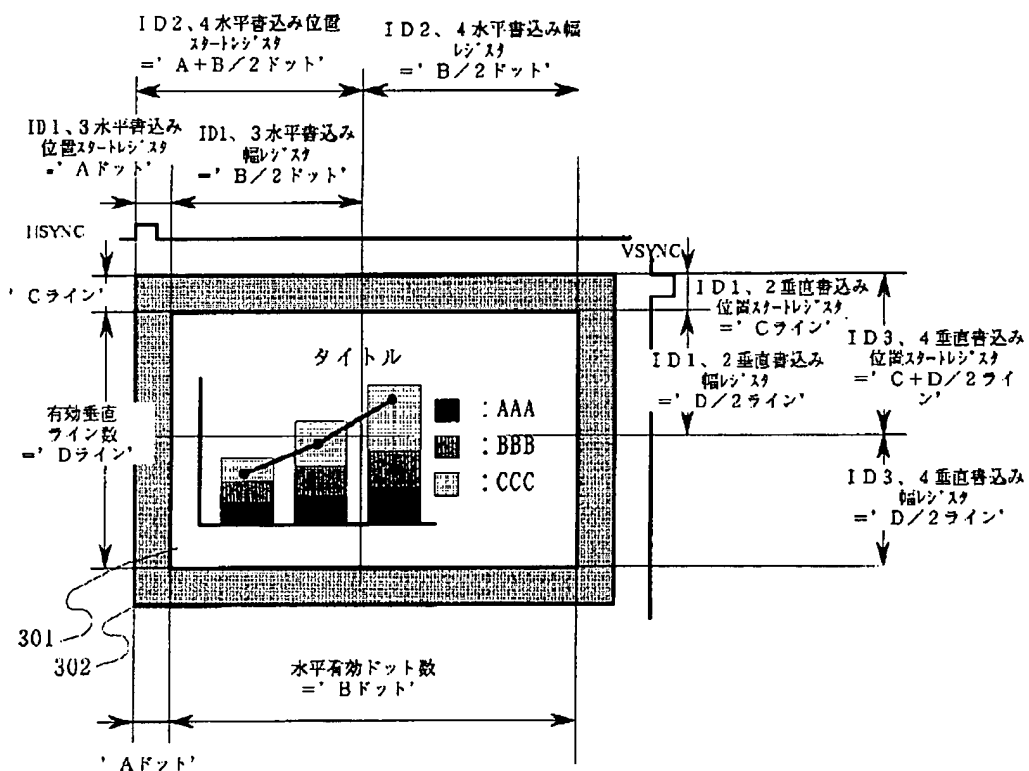 ID2、4水平書込み位置
スタートレジスタ
='A+B/2ドット'
ID2、4水平書込み幅
レジスタ
='B/2ドット'
ID1、3水平書込み
位置スタートレジスタ
='Aドット'
ID1、3水平書込み
幅レジスタ
='B/2ドット'
HSYNC
VSYNC
'Cライン'
ID1、2垂直書込み
位置スタートレジスタ
='Cライン'
ID3、4垂直書込み
位置スタートレジスタ
='C+D/2ライ
ン'
ID1、2垂直書込み
幅レジスタ
='D/2ライン'
タイトル
:AAA
:BBB
:CCC
有効垂直
ライン数
='Dライン'
ID3、4垂直書込み
幅レジスタ
='D/2ライン'
301
302
水平有効ドット数
='Bドット'
'Aドット'